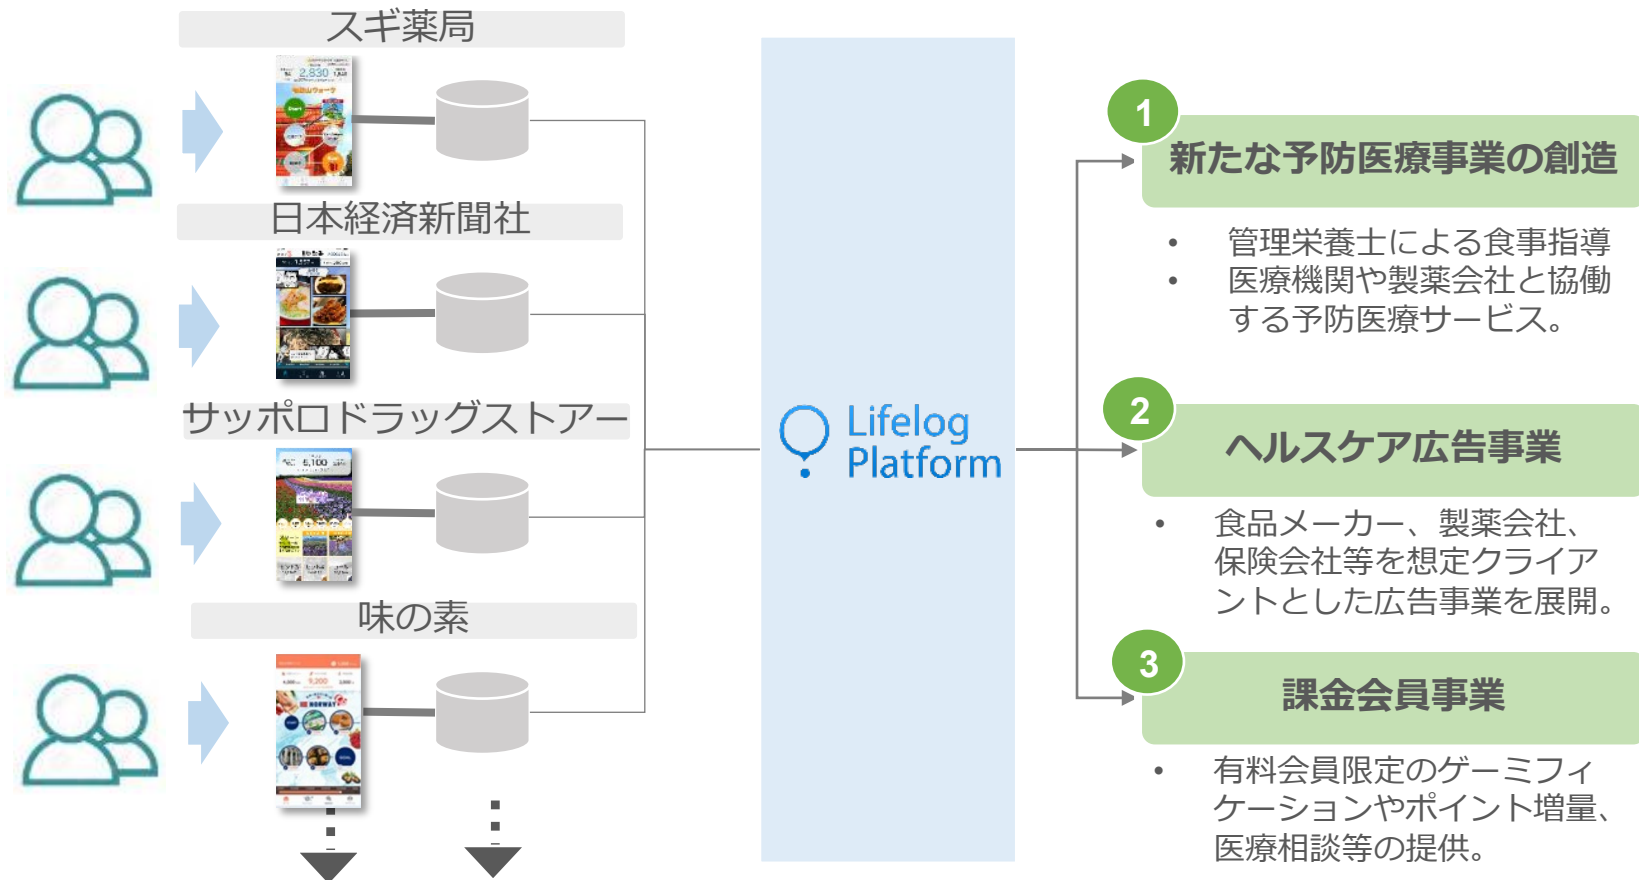 スギ薬局
2,830
Start
日本経済新聞社
サッポロドラッグストアー
6,100
味の素
9,200
NORWAY
Lifelog
Platform
1
新たな予防医療事業の創造
• 管理栄養士による食事指導
• 医療機関や製薬会社と協働
する予防医療サービス。
2
ヘルスケア広告事業
• 食品メーカー、製薬会社、
保険会社等を想定クライア
ントとした広告事業を展開。
3
課金会員事業
• 有料会員限定のゲーミフィ
ケーションやポイント増量、
医療相談等の提供。